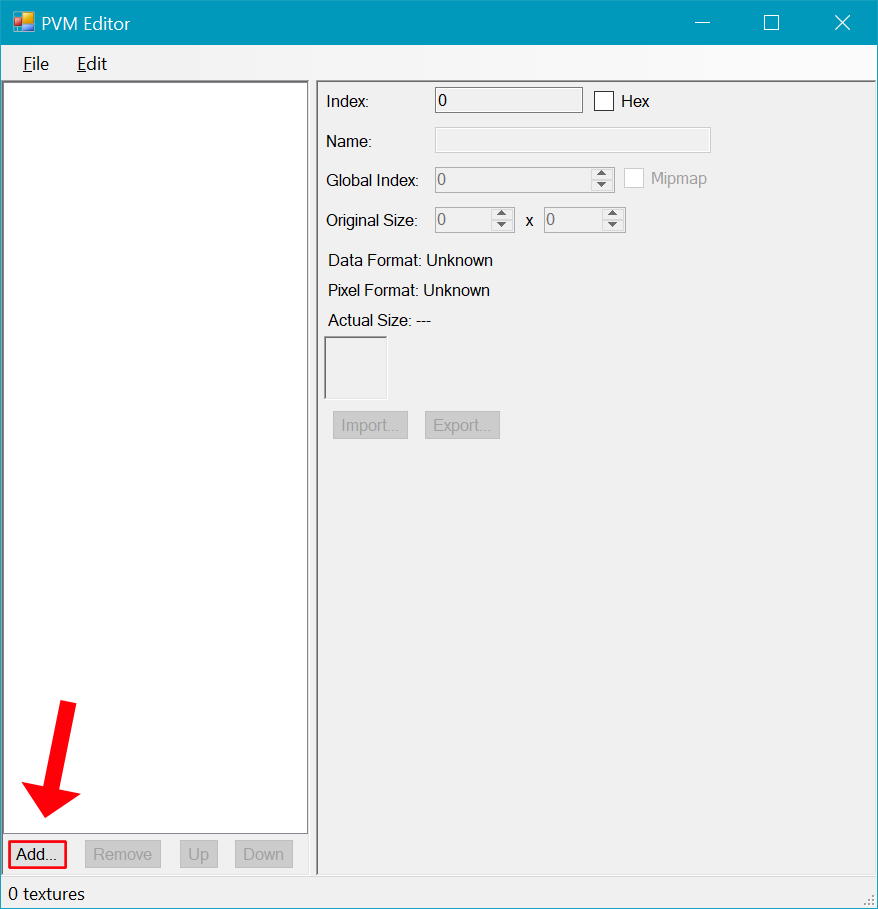 PVM Editor
File Edit
Index: 0 Hex
Name:
Global Index: 0 Mipmap
Original Size: 0 x 0
Data Format: Unknown
Pixel Format: Unknown
Actual Size: ---
Import... Export...
Add... Remove Up Down
0 textures